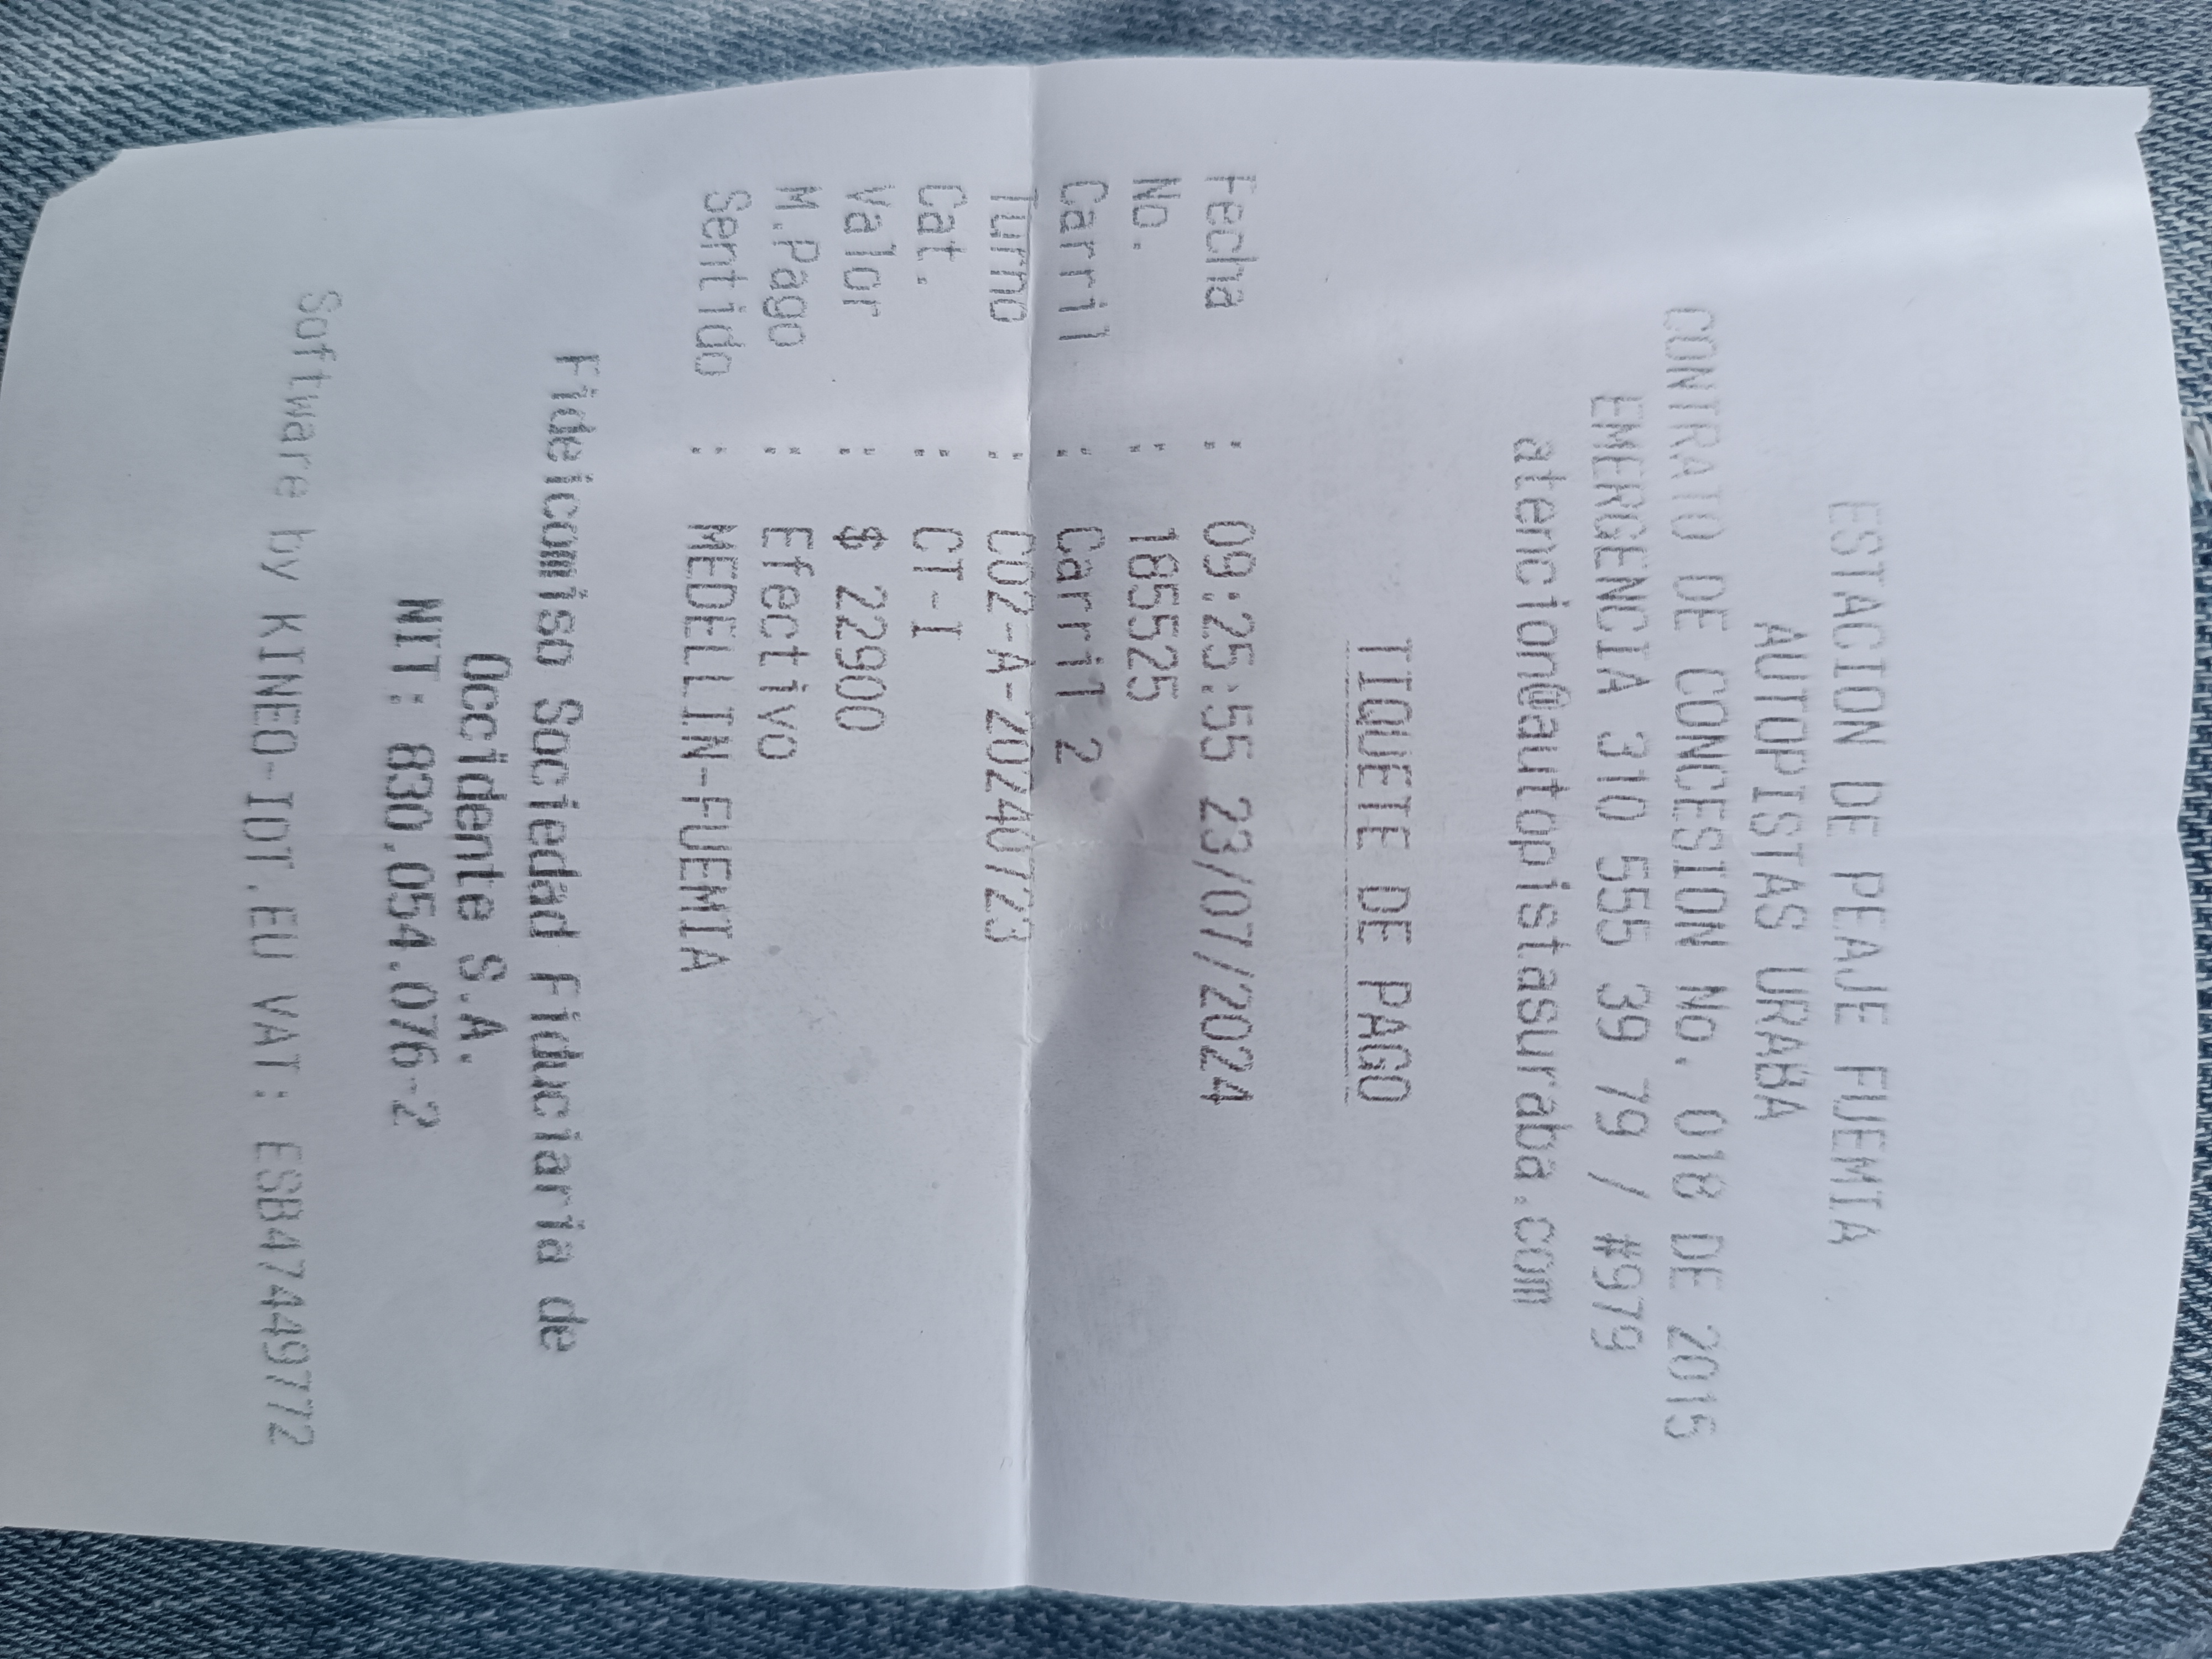 ESTACION DE PEAJE FUEMIA
AUTOPISTAS URABA
CONTRATO DE CONCESION No. 018 DE 2015
EMERGENCIA 310 555 39 79 / #979
atencion@autopistasuraba.com
TIQUETE DE PAGO
Fecha : 09:25:55 23/07/2024
No. : 185525
Carril : Carril 2
Turno : C02-A-20240723
Cat. : CT-I
Valor : $ 22900
M.Pago : Efectivo
Sentido : MEDELLIN-FUEMIA
Fideicomiso Sociedad Fiduciaria de
Occidente S.A.
NIT: 830.054.076-2
Software by KINEO-IDT.EU VAT: ESB47449772